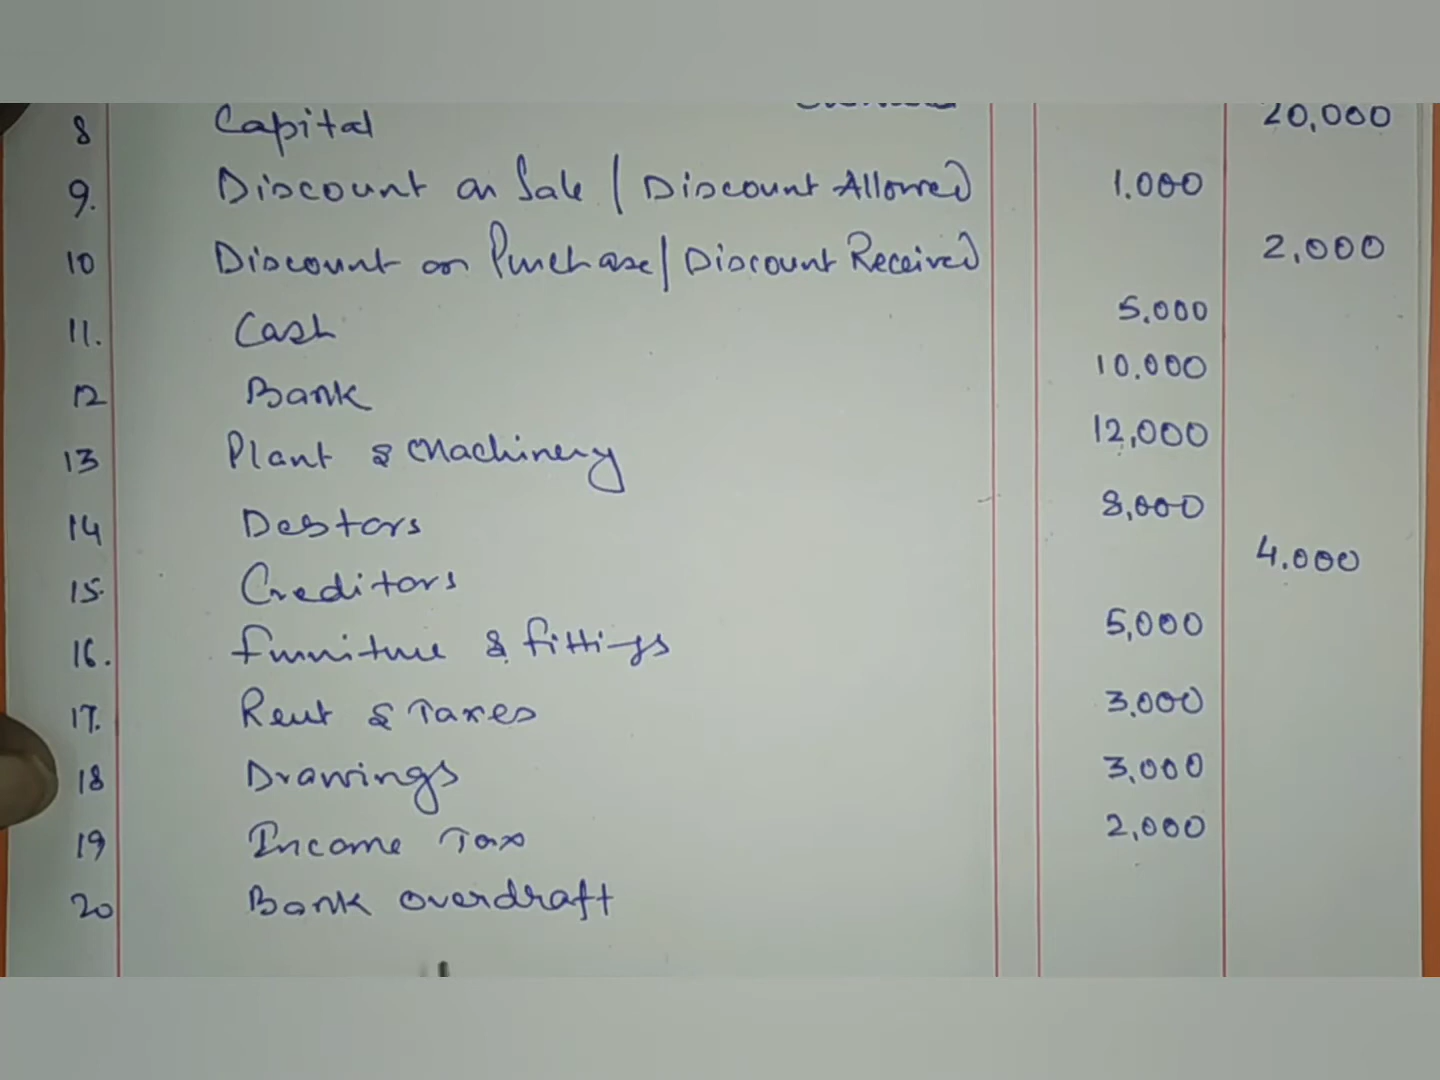 8 Capital 20,000
9. Discount on Sale / Discount Allowed 1.000
10 Discount on Purchase / Discount Received 2,000
11. Cash 5.000
12 Bank 10.000
13 Plant & Machinery 12,000
14 Debtors 8,000
15. Creditors 4.000
16. Furniture & fittings 5,000
17. Rent & Taxes 3.000
18 Drawings 3,000
19 Income Tax 2,000
20 Bank overdraft